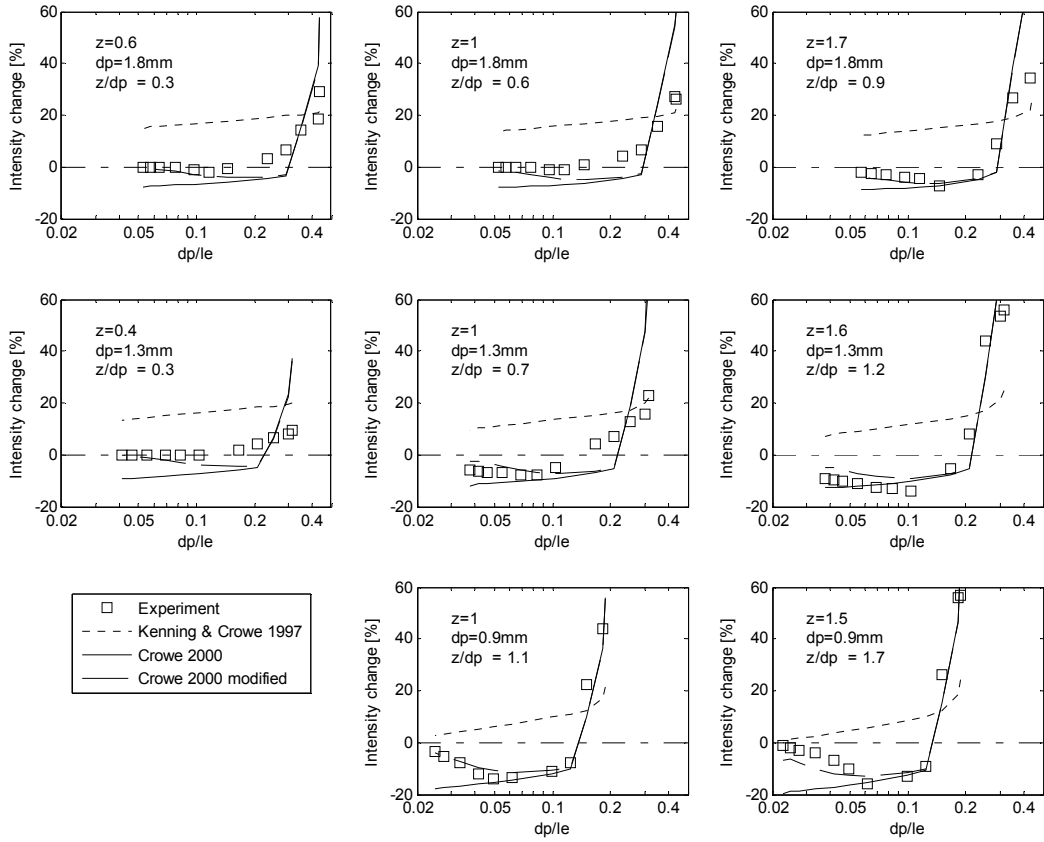 60
40
20
0
-20
Intensity change [%]
z=0.6
dp=1.8mm
z/dp = 0.3
0.02 0.05 0.1 0.2 0.4
dp/le
60
40
20
0
-20
Intensity change [%]
z=1
dp=1.8mm
z/dp = 0.6
0.02 0.05 0.1 0.2 0.4
dp/le
60
40
20
0
-20
Intensity change [%]
z=1.7
dp=1.8mm
z/dp = 0.9
0.02 0.05 0.1 0.2 0.4
dp/le
60
40
20
0
-20
Intensity change [%]
z=0.4
dp=1.3mm
z/dp = 0.3
0.02 0.05 0.1 0.2 0.4
dp/le
60
40
20
0
-20
Intensity change [%]
z=1
dp=1.3mm
z/dp = 0.7
0.02 0.05 0.1 0.2 0.4
dp/le
60
40
20
0
-20
Intensity change [%]
z=1.6
dp=1.3mm
z/dp = 1.2
0.02 0.05 0.1 0.2 0.4
dp/le
Experiment
Kenning & Crowe 1997
Crowe 2000
Crowe 2000 modified
60
40
20
0
-20
Intensity change [%]
z=1
dp=0.9mm
z/dp = 1.1
0.02 0.05 0.1 0.2 0.4
dp/le
60
40
20
0
-20
Intensity change [%]
z=1.5
dp=0.9mm
z/dp = 1.7
0.02 0.05 0.1 0.2 0.4
dp/le